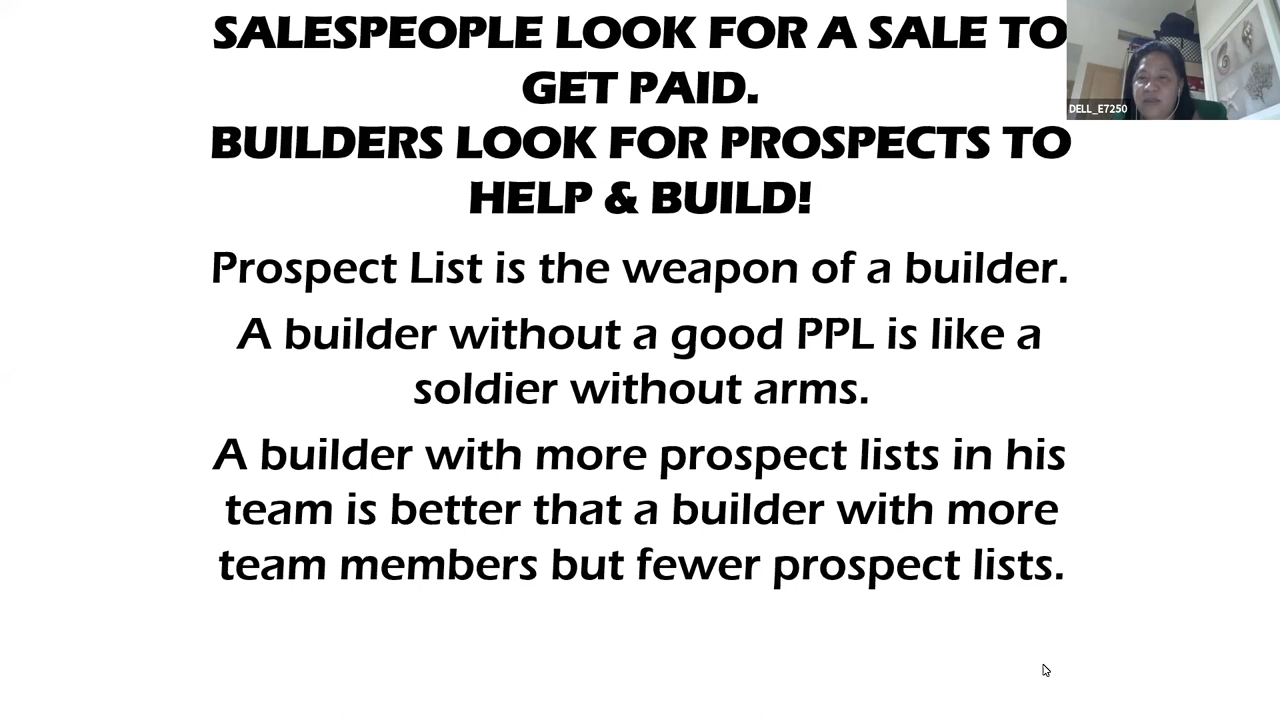 SALESPEOPLE LOOK FOR A SALE TO
GET PAID.
BUILDERS LOOK FOR PROSPECTS TO
HELP & BUILD!
Prospect List is the weapon of a builder.
A builder without a good PPL is like a
soldier without arms.
A builder with more prospect lists in his
team is better that a builder with more
team members but fewer prospect lists.
DELL_E7250